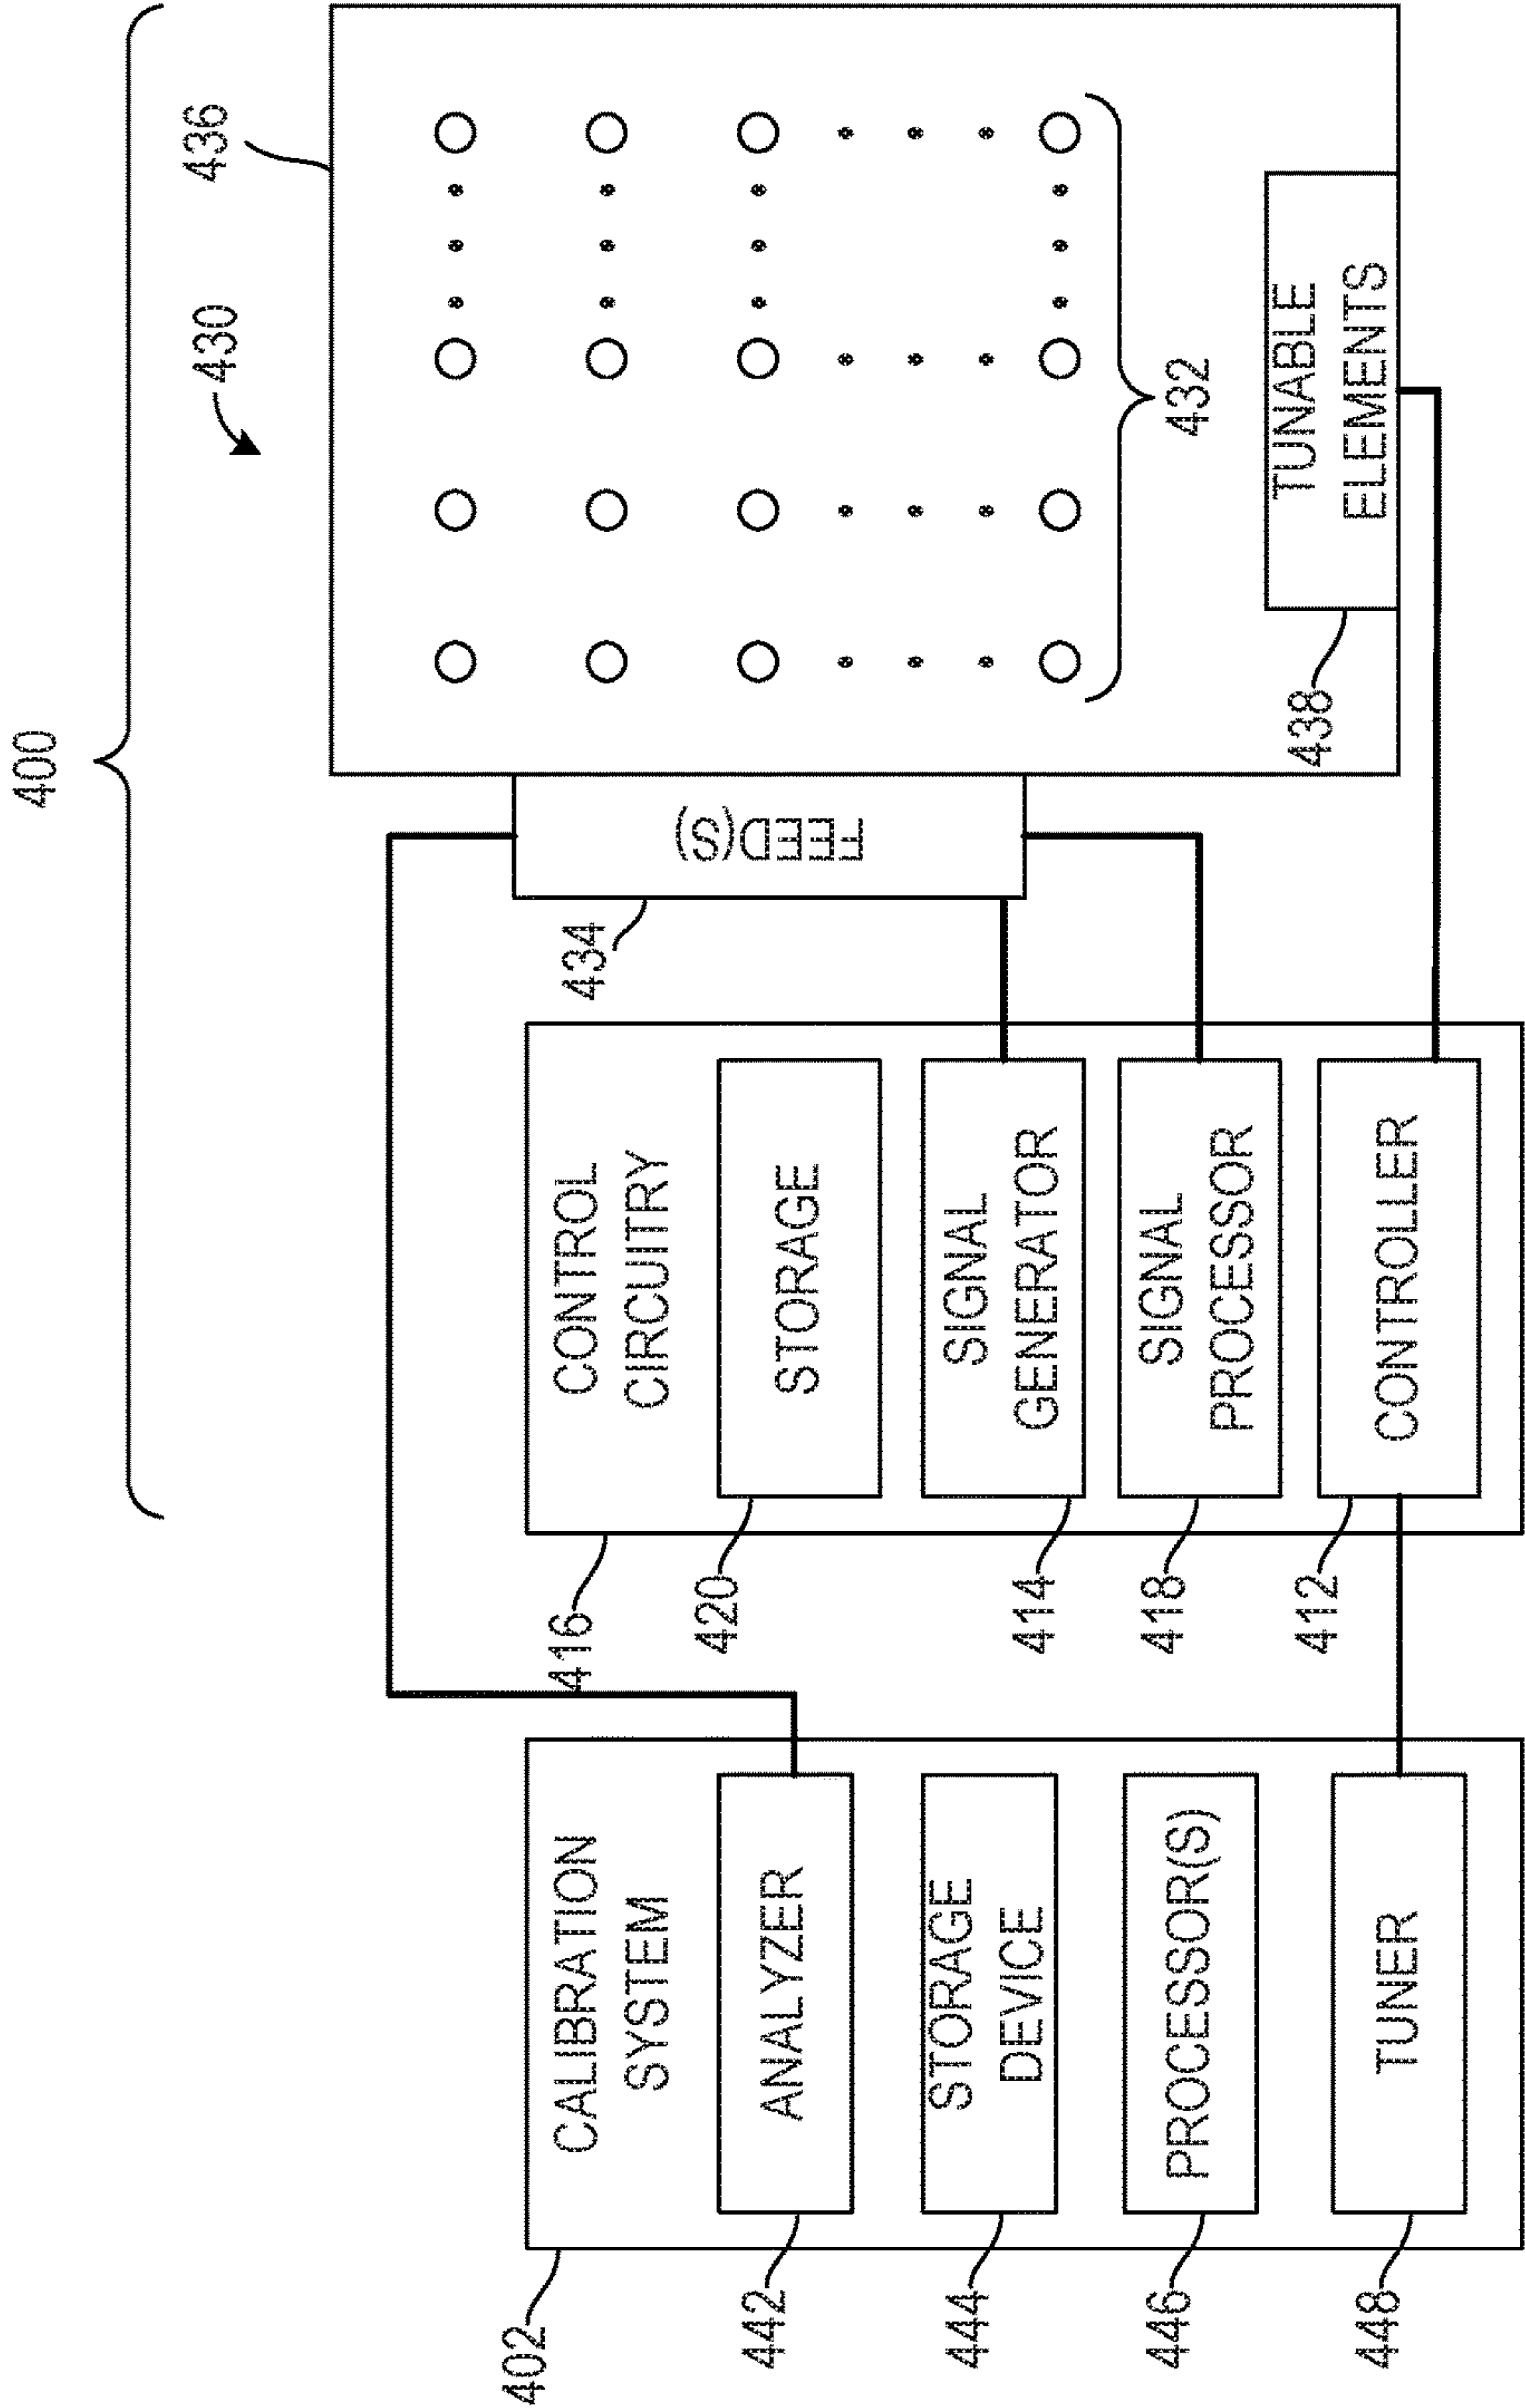 400
430
436
432
TUNABLE
ELEMENTS
438
FEED(S)
434
CONTROL
CIRCUITRY
STORAGE
SIGNAL
GENERATOR
SIGNAL
PROCESSOR
CONTROLLER
416
420
414
418
412
CALIBRATION
SYSTEM
ANALYZER
STORAGE
DEVICE
PROCESSOR(S)
TUNER
402
442
444
446
448